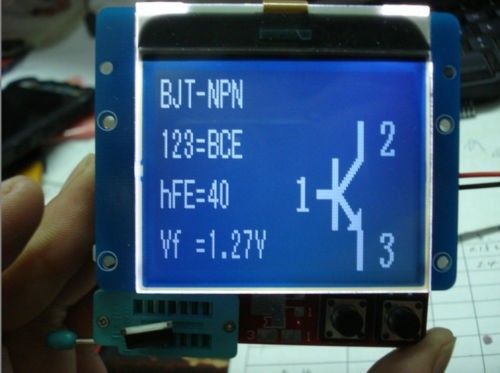 BJT-NPN
123=BCE
hFE=40
Vf =1.27V
1
2
3